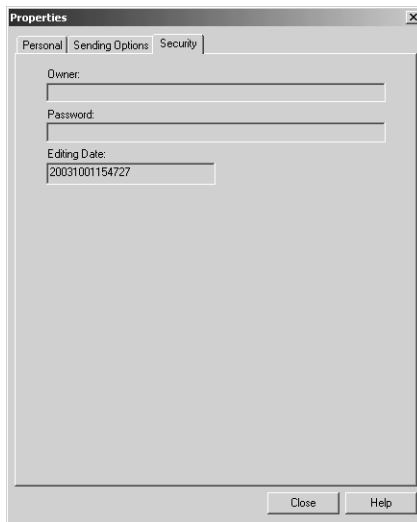 Properties
Personal Sending Options Security
Owner:
Password:
Editing Date:
20031001154727
Close Help